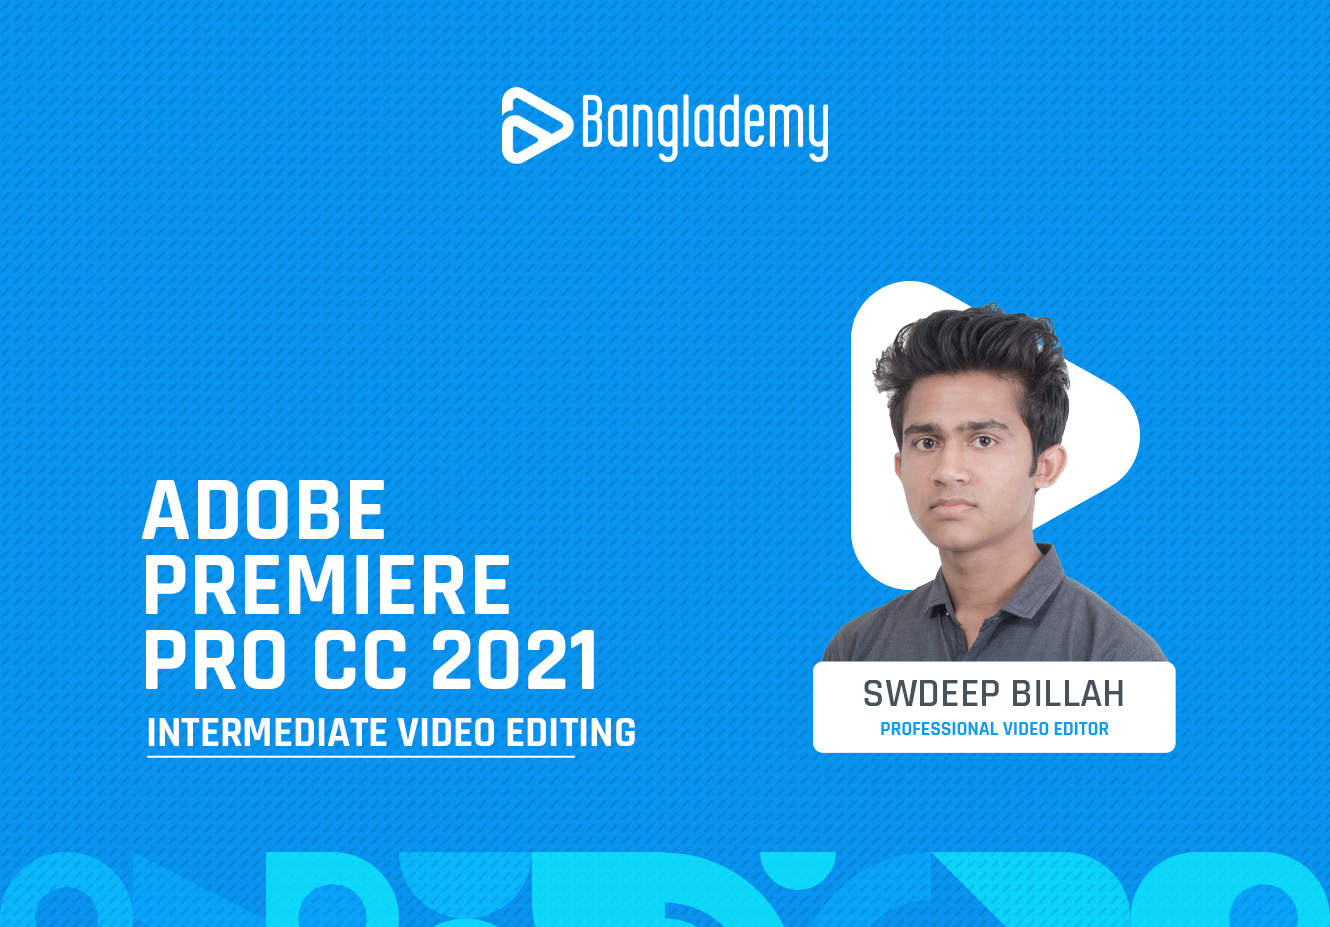 Banglademy
ADOBE
PREMIERE
PRO CC 2021
INTERMEDIATE VIDEO EDITING
SWDEEP BILLAH
PROFESSIONAL VIDEO EDITOR